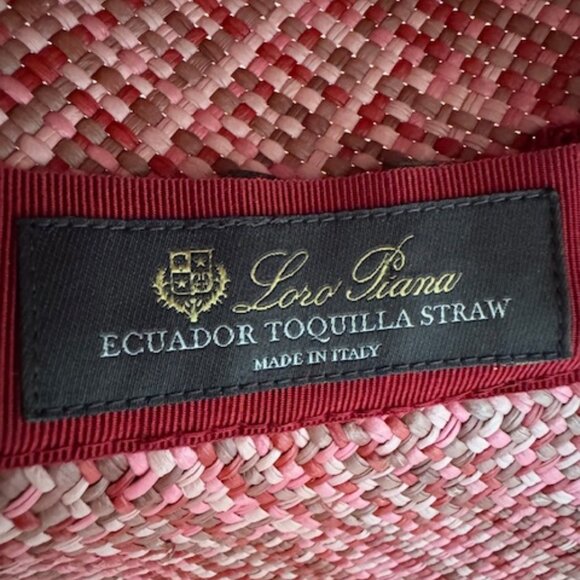 Loro Piana
ECUADOR TOQUILLA STRAW
MADE IN ITALY